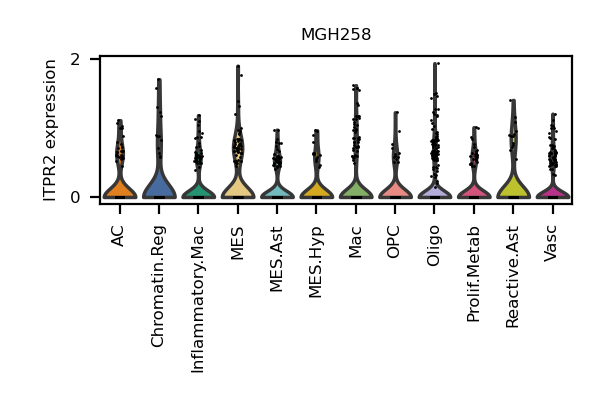 MGH258
ITPR2 expression
2
0
AC
Chromatin.Reg
Inflammatory.Mac
MES
MES.Ast
MES.Hyp
Mac
OPC
Oligo
Prolif.Metab
Reactive.Ast
Vasc